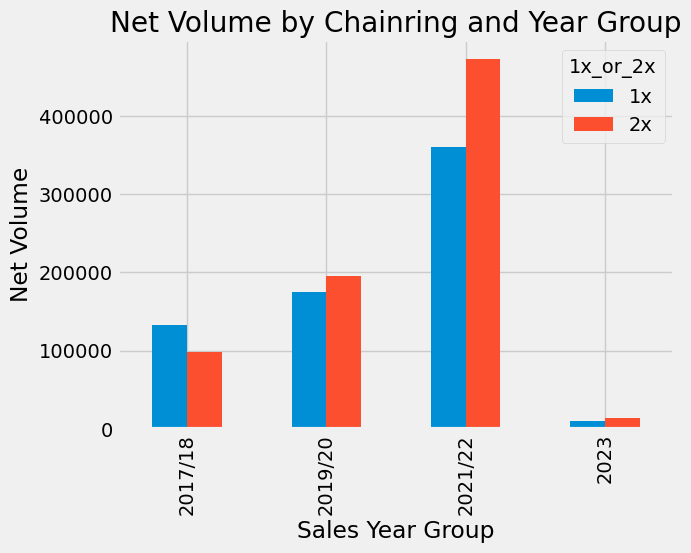 Net Volume by Chainring and Year Group
1x_or_2x
1x
2x
Net Volume
400000
300000
200000
100000
0
2017/18
2019/20
2021/22
2023
Sales Year Group